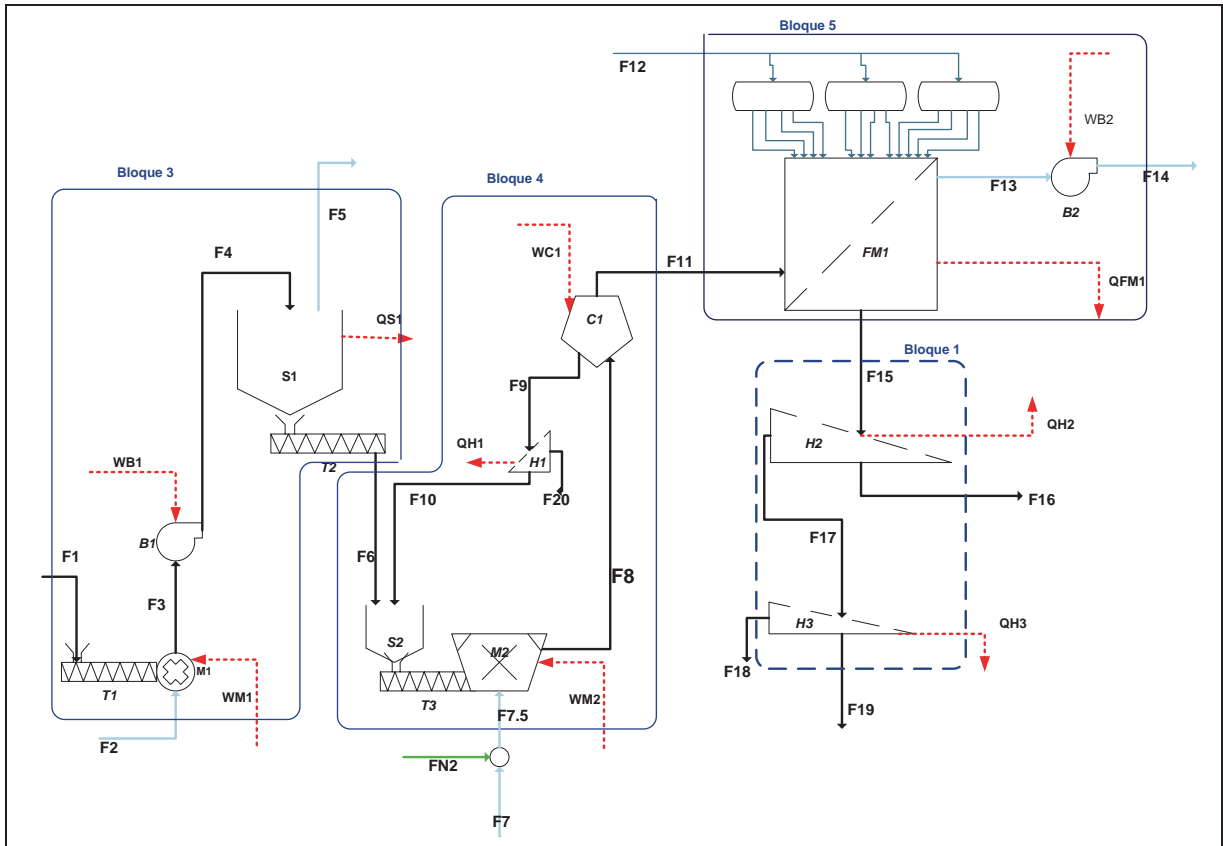 Bloque 5
F12
WB2
Bloque 3
Bloque 4
F13
F14
F5
B2
F4
WC1
F11
FM1
QFM1
QS1
C1
S1
Bloque 1
F9
F15
QH1
H2
QH2
T2
H1
WB1
F10
F20
F16
B1
F6
F17
F1
F3
F8
S2
M2
H3
QH3
M1
F18
T1
WM1
T3
F7.5
WM2
F19
F2
FN2
F7